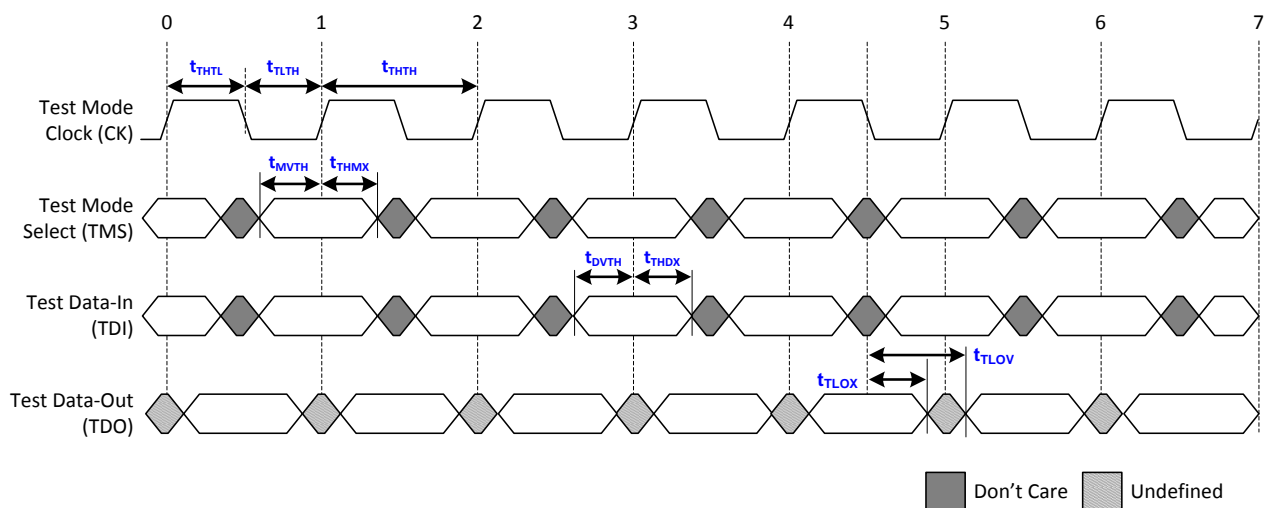 0 1 2 3 4 5 6 7
tTHTL tTLTH tTHTH
Test Mode
Clock (CK)
tMVTH tTHMX
Test Mode
Select (TMS)
tDVTH tTHDX
Test Data-In
(TDI)
tTLOV
tTLOX
Test Data-Out
(TDO)
Don't Care Undefined